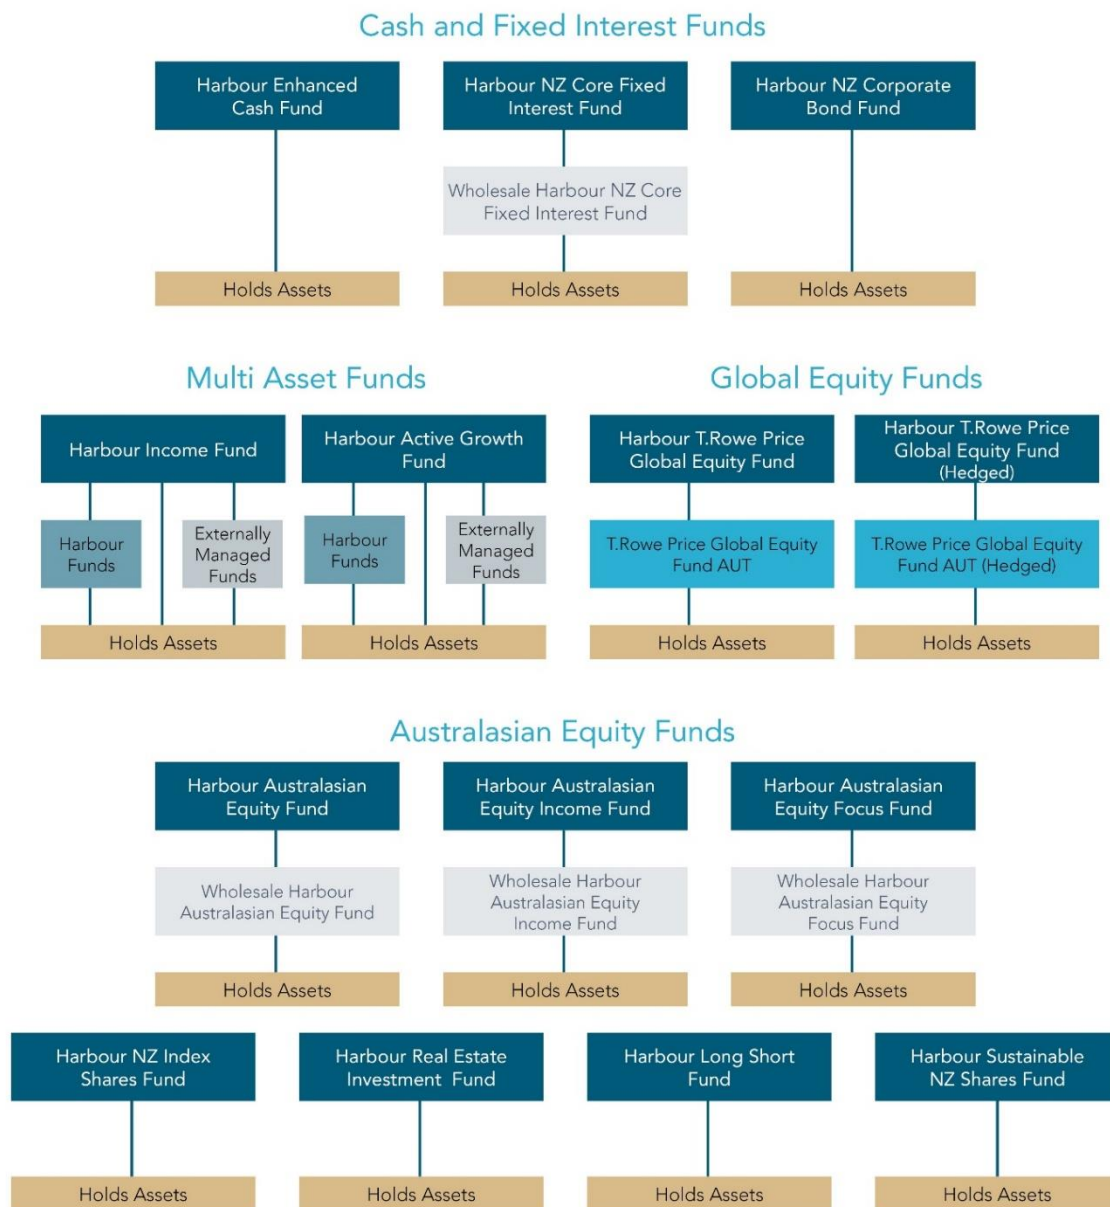 Cash and Fixed Interest Funds
Harbour Enhanced
Cash Fund
Harbour NZ Core Fixed
Interest Fund
Harbour NZ Corporate
Bond Fund
Wholesale Harbour NZ Core
Fixed Interest Fund
Holds Assets
Holds Assets
Holds Assets
Multi Asset Funds
Global Equity Funds
Harbour Income Fund
Harbour Active Growth
Fund
Harbour T.Rowe Price
Global Equity Fund
Harbour T.Rowe Price
Global Equity Fund
(Hedged)
Harbour
Funds
Externally
Managed
Funds
Harbour
Funds
Externally
Managed
Funds
T.Rowe Price Global Equity
Fund AUT
T.Rowe Price Global Equity
Fund AUT (Hedged)
Holds Assets
Holds Assets
Holds Assets
Holds Assets
Australasian Equity Funds
Harbour Australasian
Equity Fund
Harbour Australasian
Equity Income Fund
Harbour Australasian
Equity Focus Fund
Wholesale Harbour
Australasian Equity Fund
Wholesale Harbour
Australasian Equity
Income Fund
Wholesale Harbour
Australasian Equity
Focus Fund
Holds Assets
Holds Assets
Holds Assets
Harbour NZ Index
Shares Fund
Harbour Real Estate
Investment Fund
Harbour Long Short
Fund
Harbour Sustainable
NZ Shares Fund
Holds Assets
Holds Assets
Holds Assets
Holds Assets